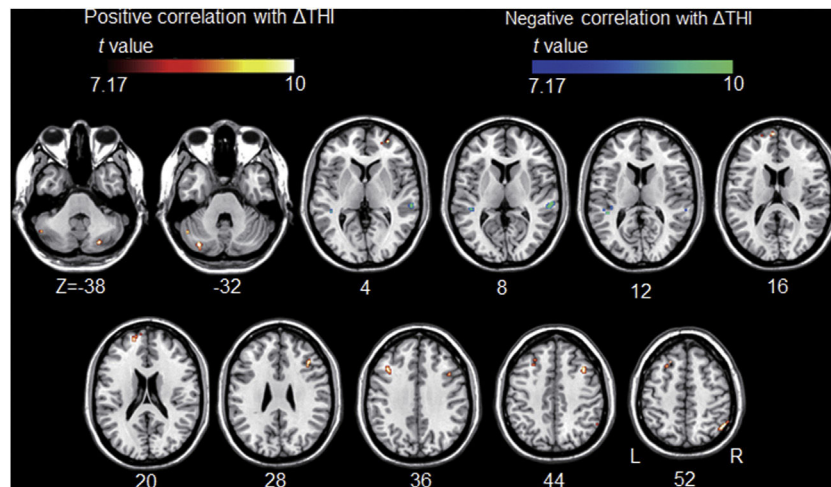 Positive correlation with ΔTHI
Negative correlation with ΔTHI
t value
t value
7.17
10
7.17
10
Z=-38
-32
4
8
12
16
20
28
36
44
52
L
R